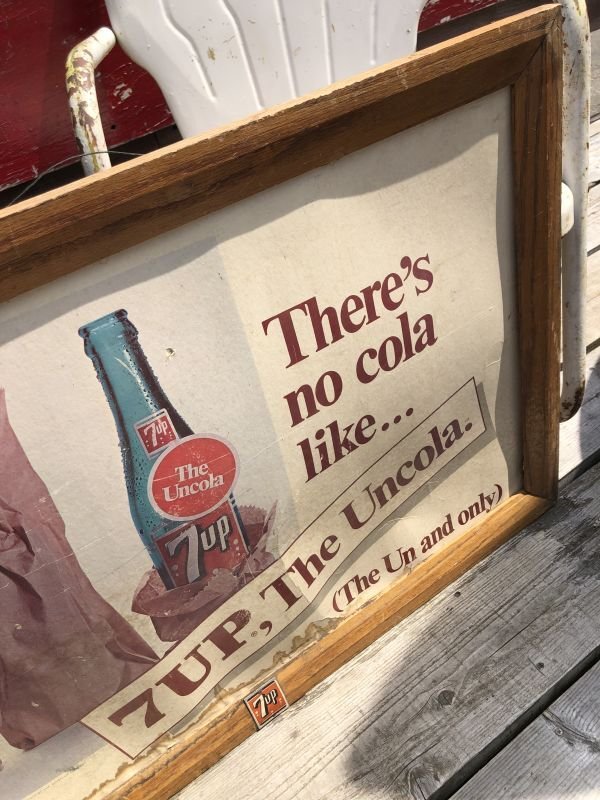 There's
no cola
like...
7UP®, The Uncola.
(The Un and only)
7up
The
Uncola
7up
7up